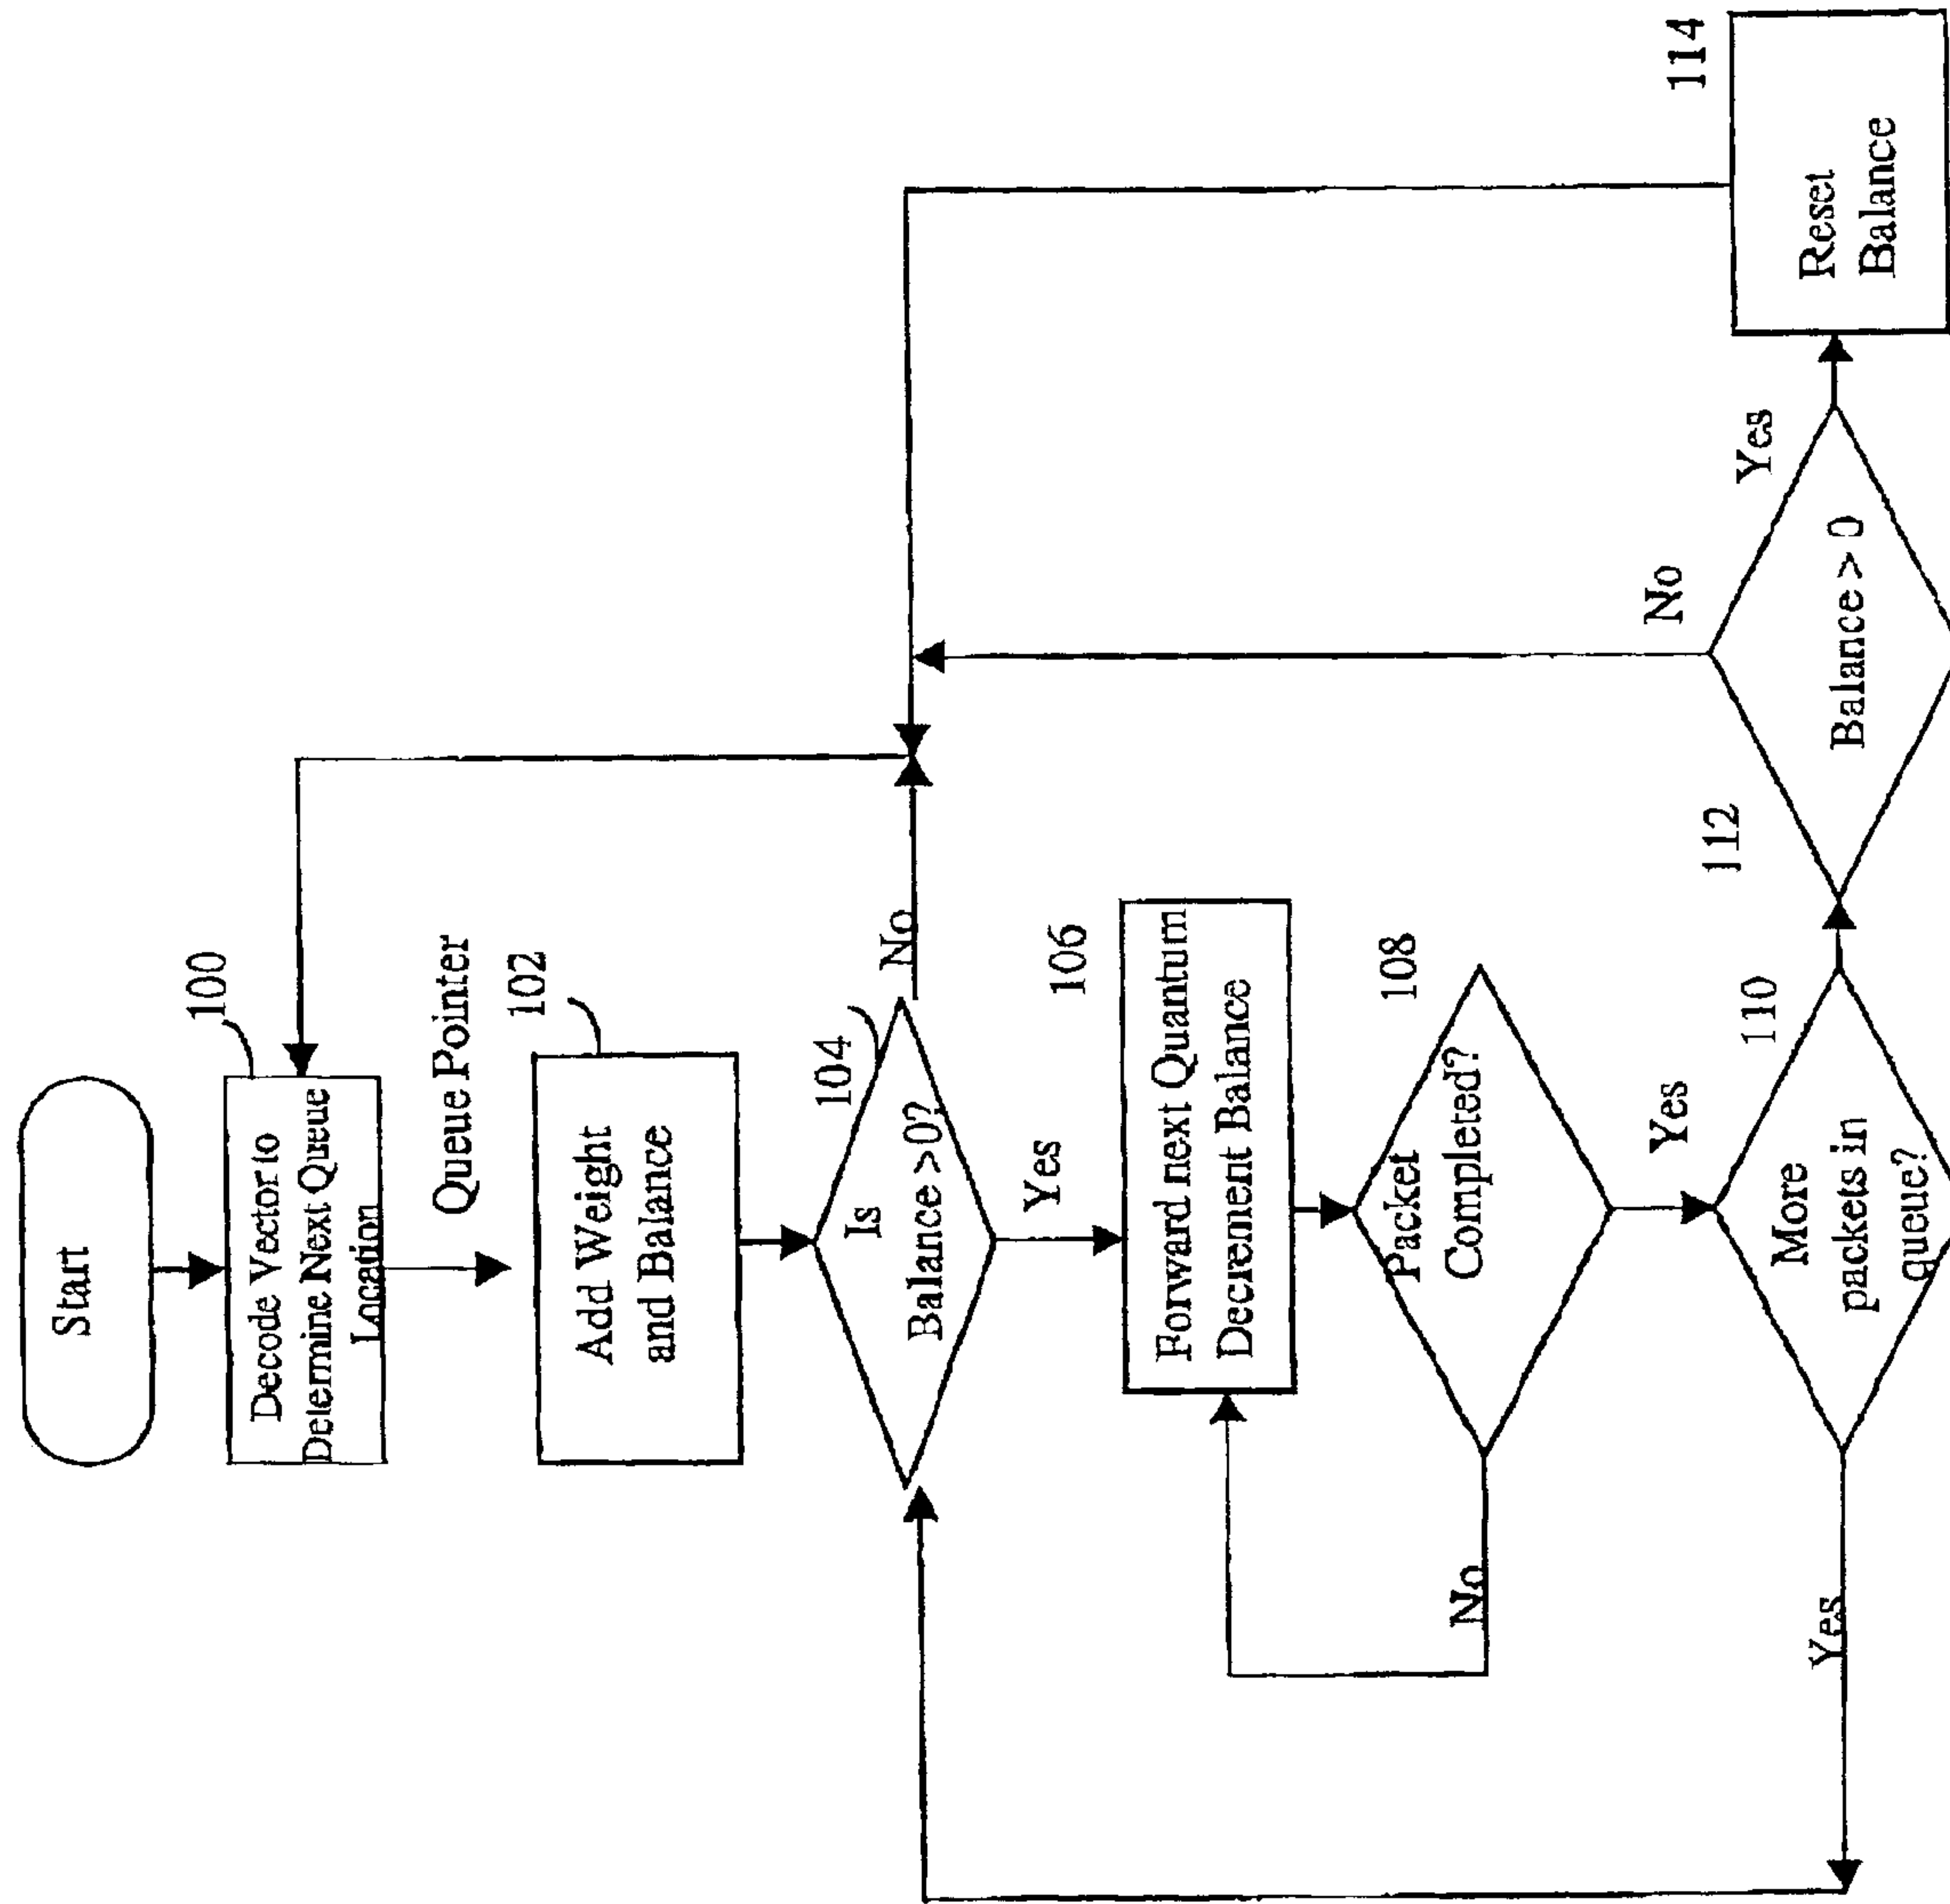 Start
100
Decode Vector to
Determine Next Queue
Location
Queue Pointer
102
Add Weight
and Balance
104
Is
Balance >0?
No
Yes
106
Forward next Quantum
Decrement Balance
108
Packet
Completed?
No
Yes
110
More
packets in
queue?
Yes
112
Balance > 0
No
Yes
114
Reset
Balance